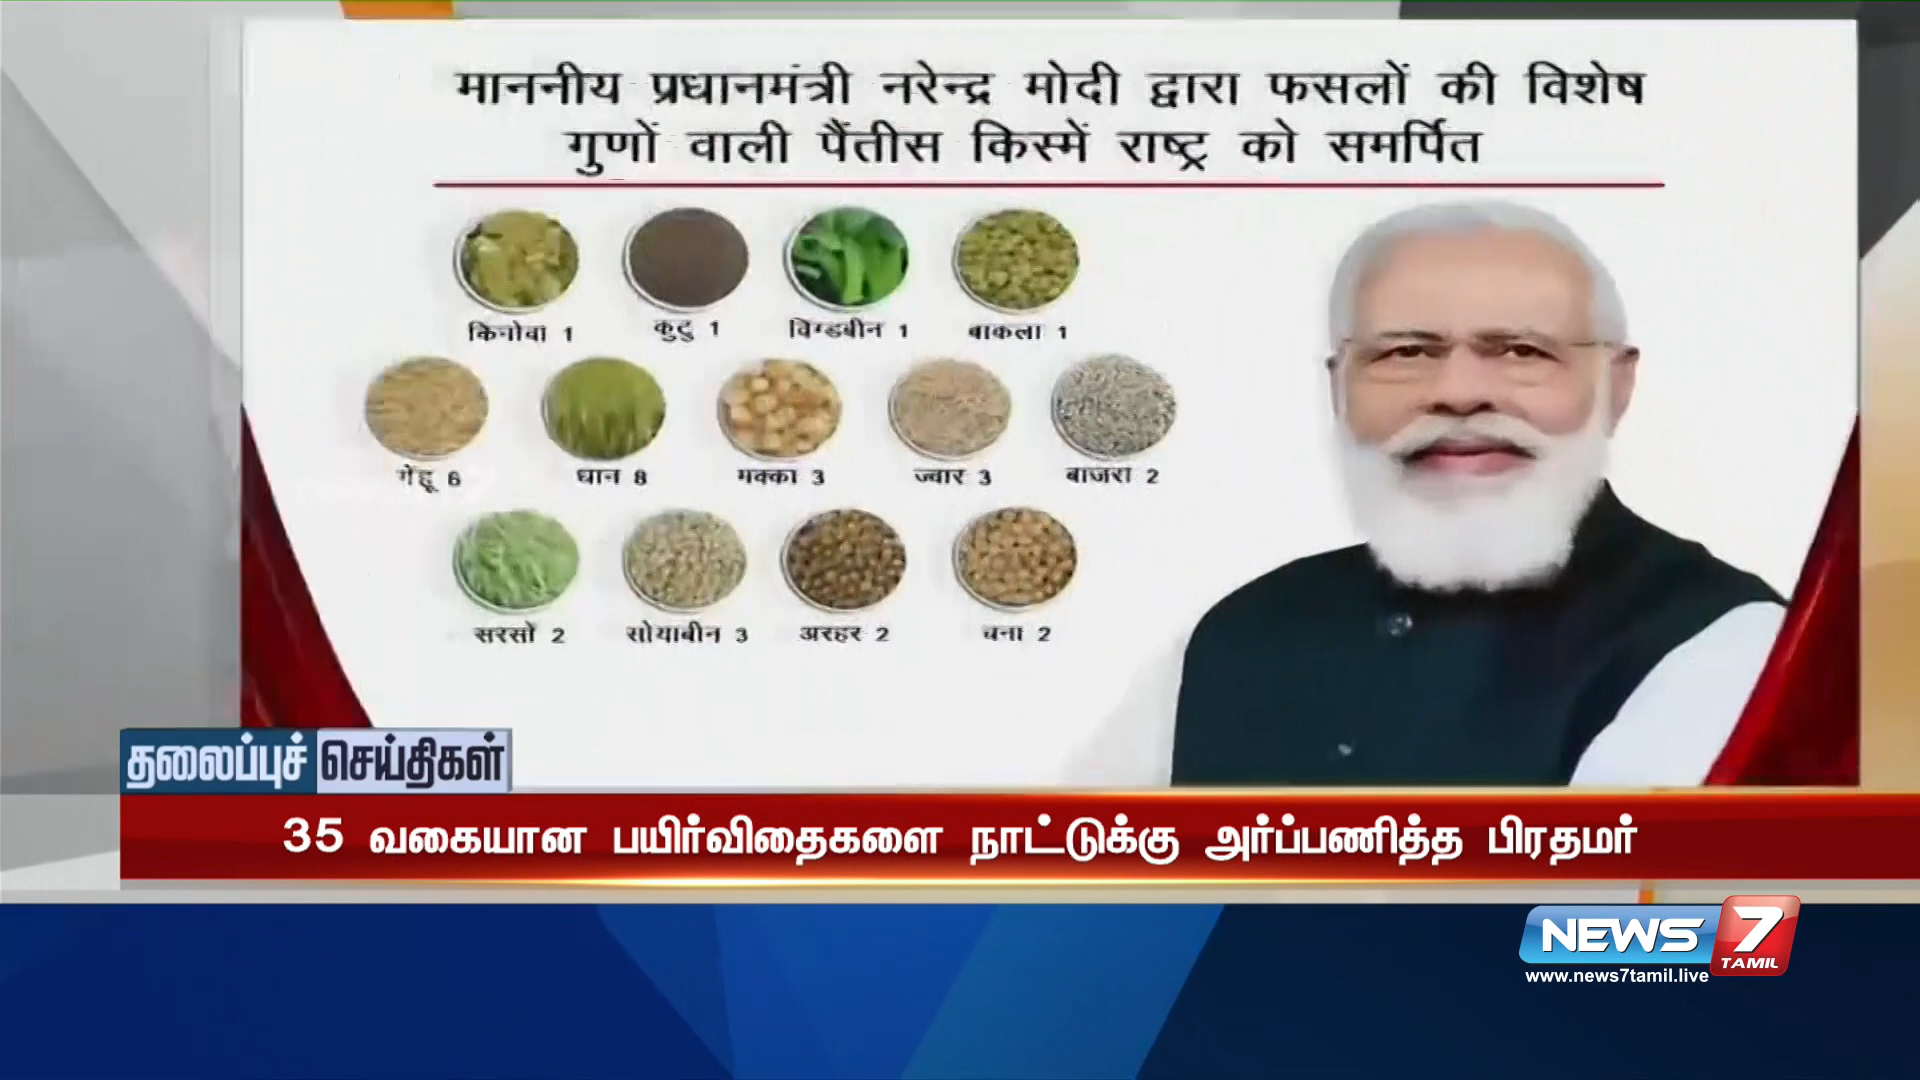 माननीय प्रधानमंत्री नरेन्द्र मोदी द्वारा फसलों की विशेष
गुणों वाली पैंतीस किस्में राष्ट्र को समर्पित
किनोवा 1 कुटु 1 विंग्डबीन 1 बाकला 1
गेहू 6 धान 8 मक्का 3 ज्वार 3 बाजरा 2
सरसों 2 सोयाबीन 3 अरहर 2 चना 2
தலைப்புச் செய்திகள்
35 வகையான பயிர்விதைகளை நாட்டுக்கு அர்ப்பணித்த பிரதமர்
NEWS 7
TAMIL
www.news7tamil.live